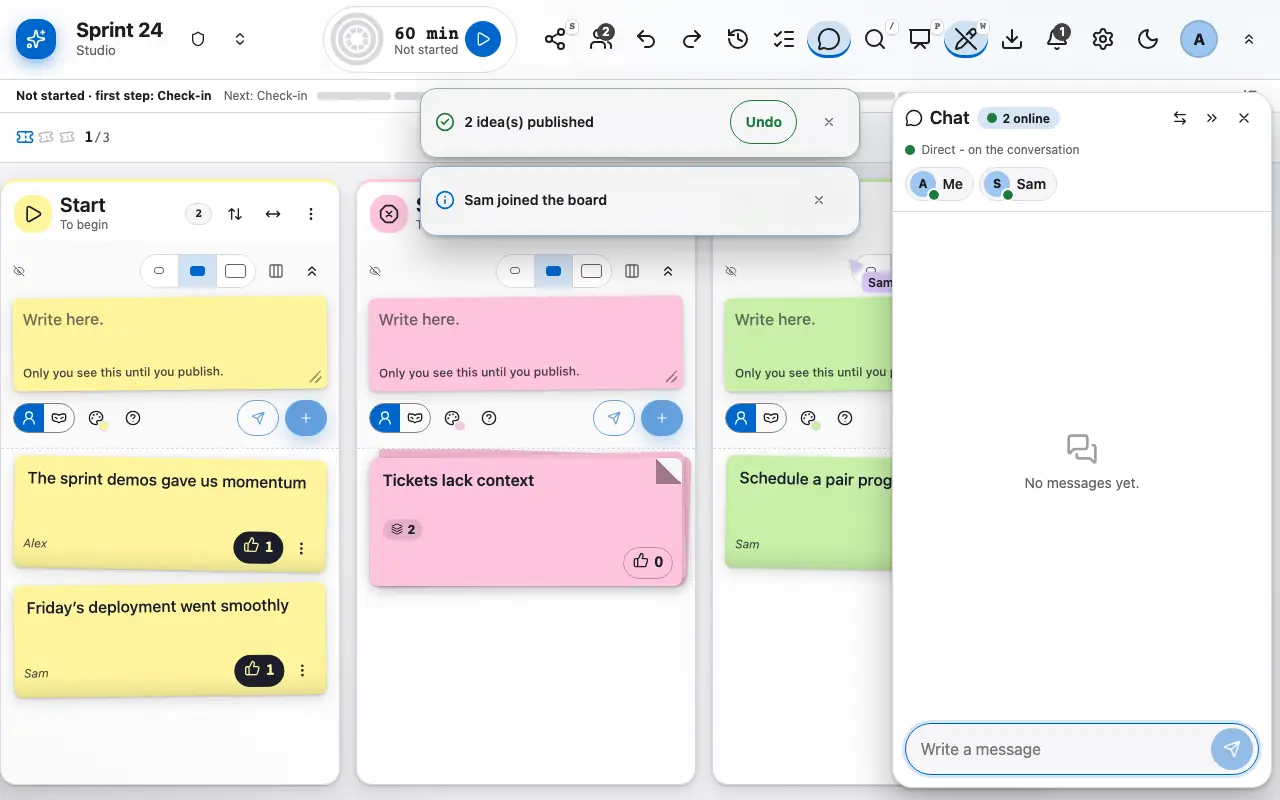 Sprint 24
Studio
60 min
Not started
S
2
/
P
W
1
A
Not started · first step: Check-in
Next: Check-in
1/3
2 idea(s) published
Undo
Sam joined the board
Chat
2 online
Direct - on the conversation
A Me
S Sam
Start
To begin
2
Sam
Write here.
Only you see this until you publish.
Write here.
Only you see this until you publish.
Write here.
Only you see this until you
The sprint demos gave us momentum
Alex
1
Friday's deployment went smoothly
Sam
1
Tickets lack context
2
0
Schedule a pair prog
Sam
No messages yet.
Write a message